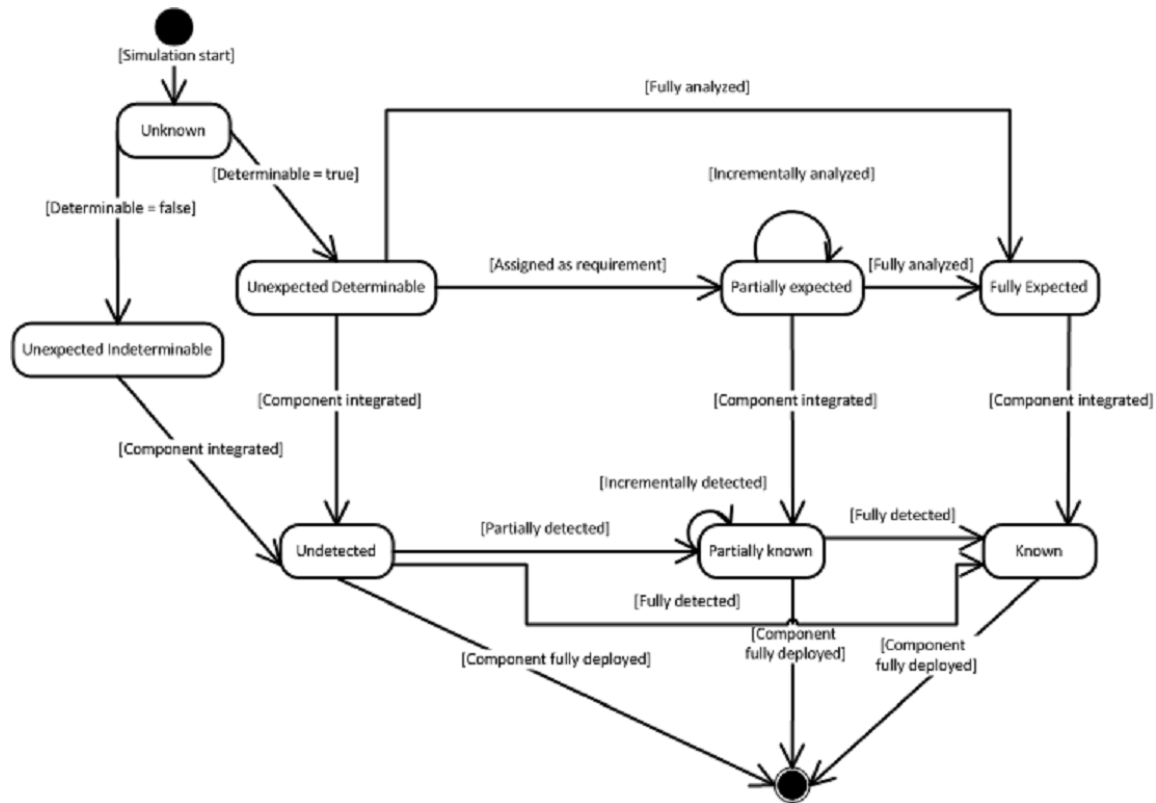 [Simulation start]
[Fully analyzed]
Unknown
[Determinable = true]
[Incrementally analyzed]
[Determinable = false]
[Assigned as requirement]
[Fully analyzed]
Unexpected Determinable
Partially expected
Fully Expected
Unexpected Indeterminable
[Component integrated]
[Component integrated]
[Component integrated]
[Component integrated]
[Incrementally detected]
[Partially detected]
[Fully detected]
Undetected
Partially known
Known
[Fully detected]
[Component
fully deployed]
[Component fully deployed]
[Component
fully deployed]